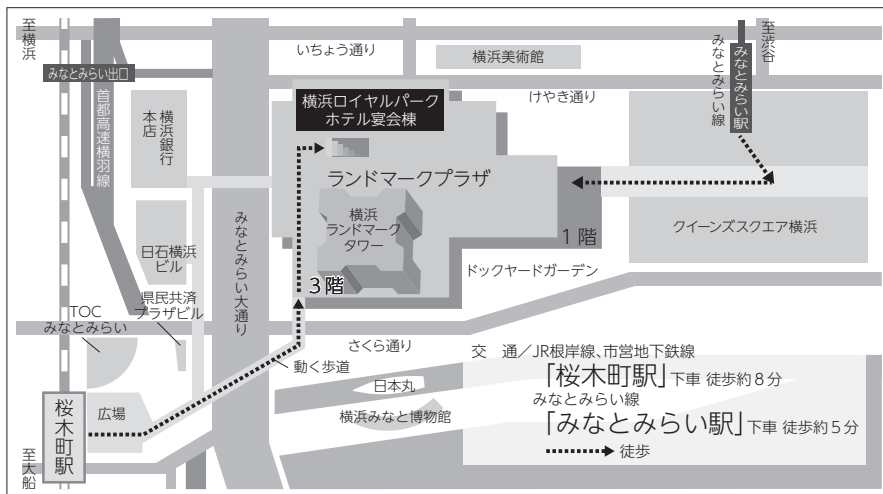 至横浜
いちょう通り
横浜美術館
みなとみらい線
みなとみらい駅
至渋谷
みなとみらい出口
けやき通り
首都高速横羽線
横浜銀行
本店
横浜ロイヤルパーク
ホテル宴会棟
ランドマークプラザ
横浜
ランドマーク
タワー
みなとみらい大通り
日石横浜
ビル
1階
クイーンズスクエア横浜
ドックヤードガーデン
3階
県民共済
プラザビル
TOC
みなとみらい
さくら通り
動く歩道
日本丸
横浜みなと博物館
広場
桜木町駅
至大船
交　通／JR根岸線、市営地下鉄線
「桜木町駅」下車 徒歩約8分
みなとみらい線
「みなとみらい駅」下車 徒歩約5分
徒歩